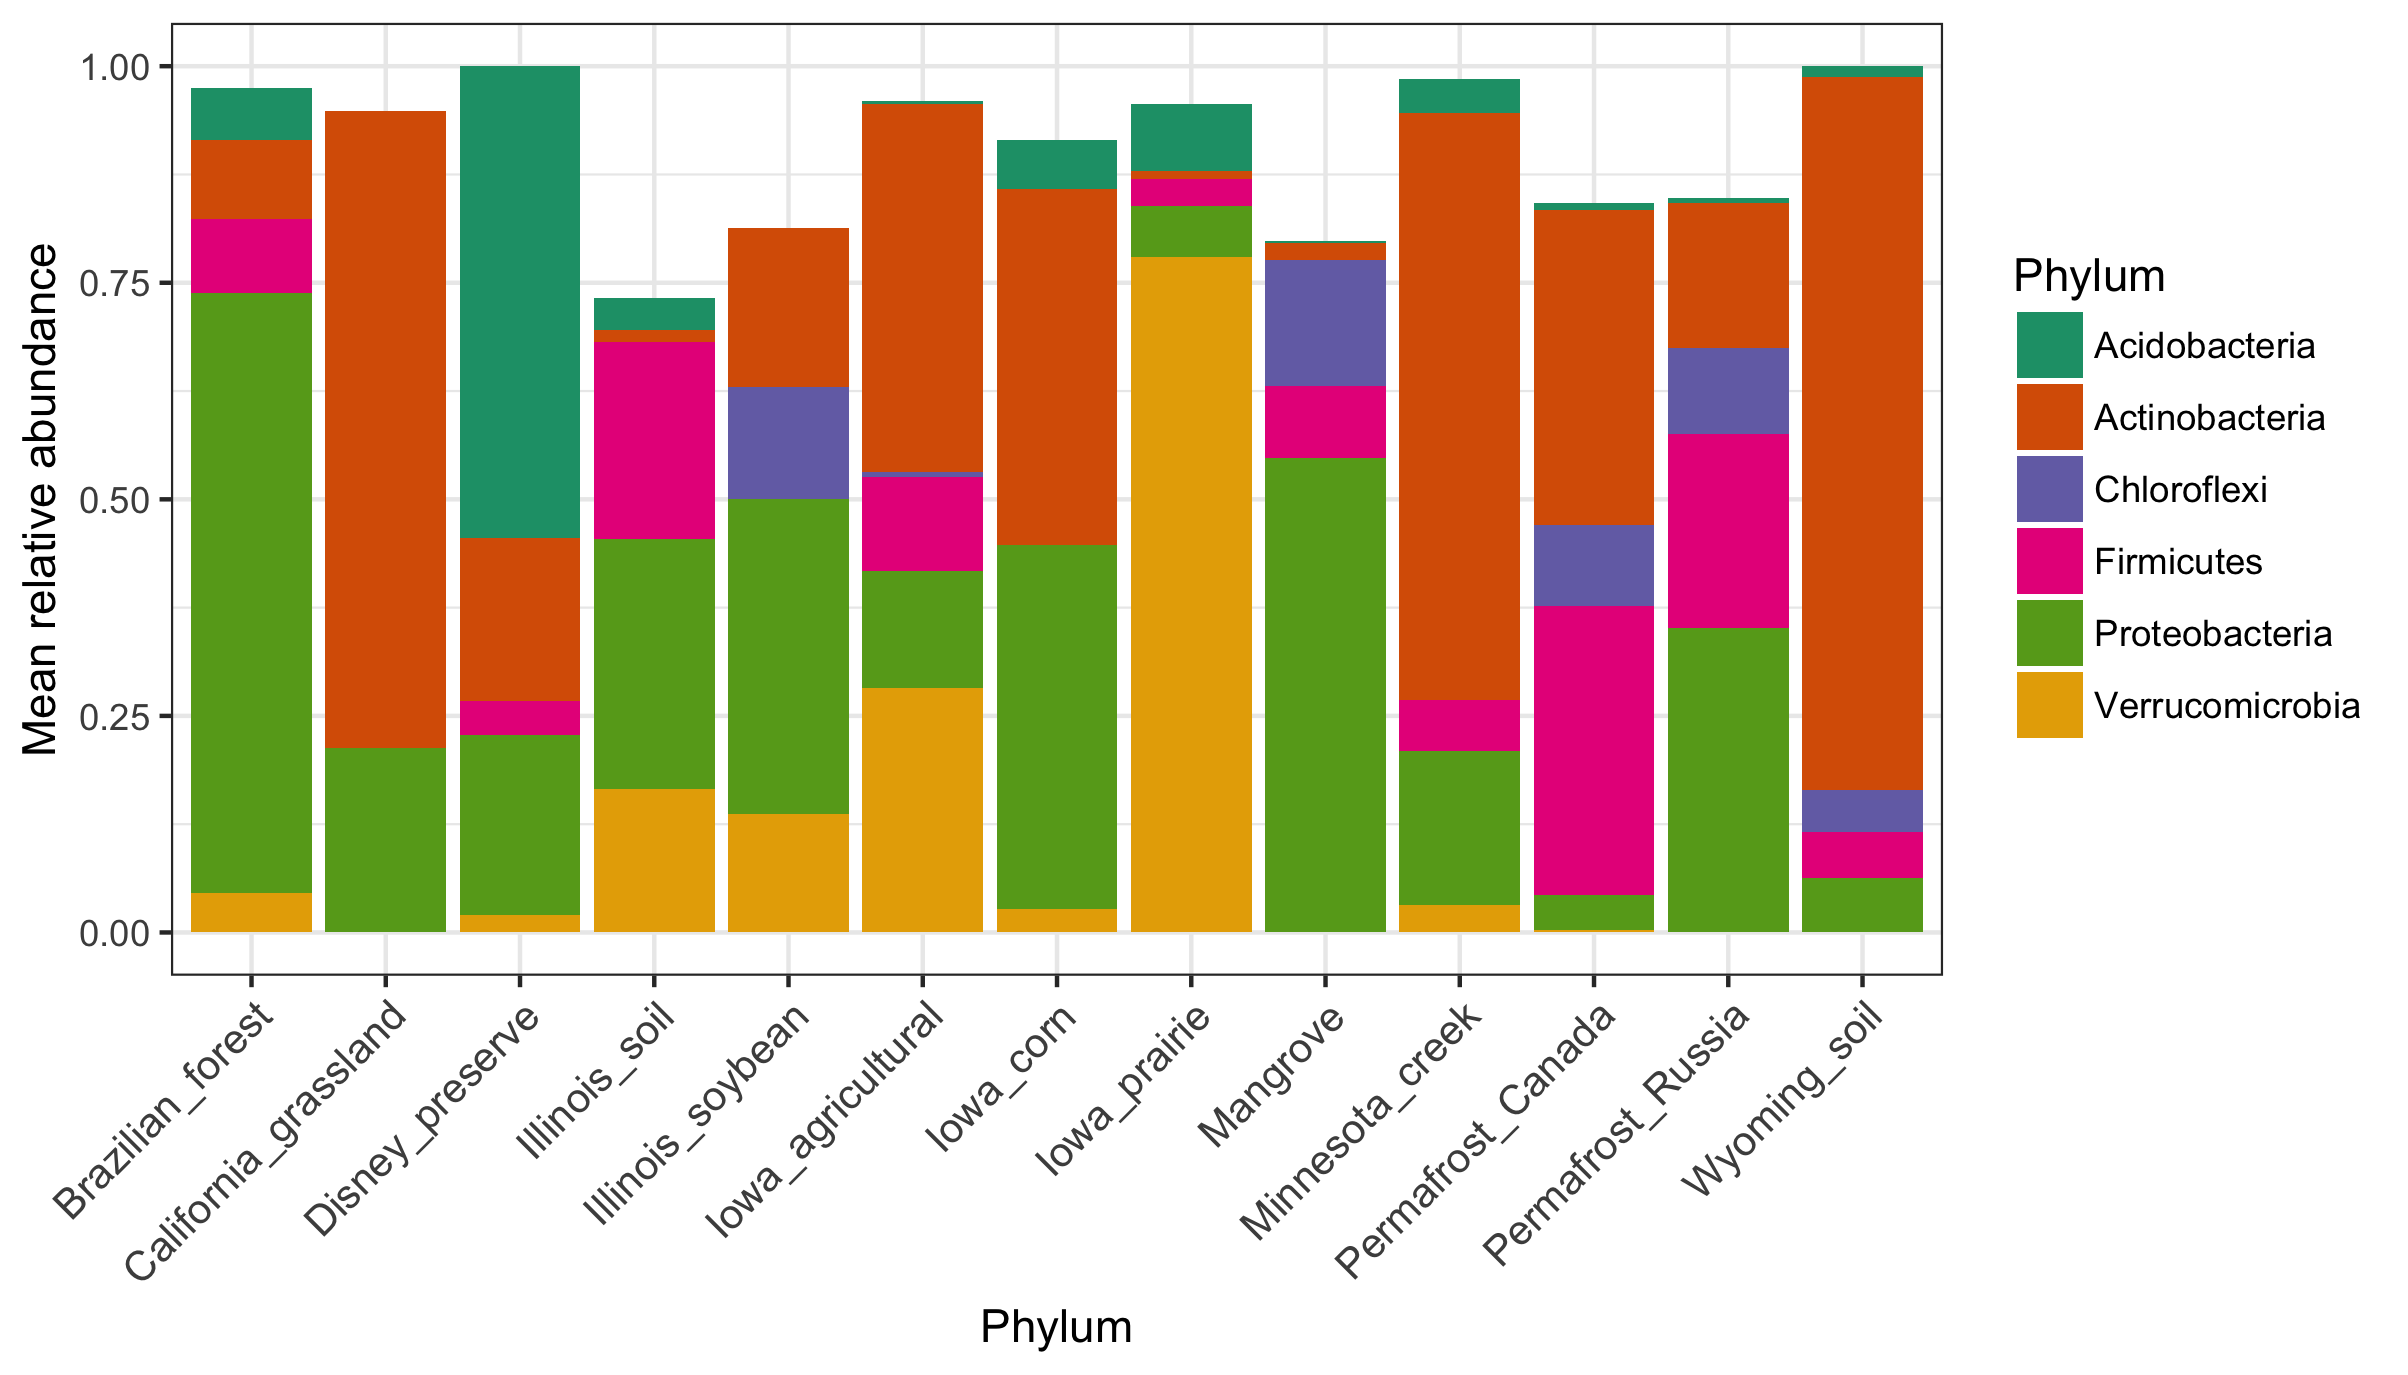 Mean relative abundance
1.00
0.75
0.50
0.25
0.00
Brazillian_forest
California_grassland
Disney_preserve
Illinois_soil
Illinois_soybean
Iowa_agricultural
Iowa_corn
Iowa_prairie
Mangrove
Minnesota_creek
Permafrost_Canada
Permafrost_Russia
Wyoming_soil
Phylum
Phylum
Acidobacteria
Actinobacteria
Chloroflexi
Firmicutes
Proteobacteria
Verrucomicrobia